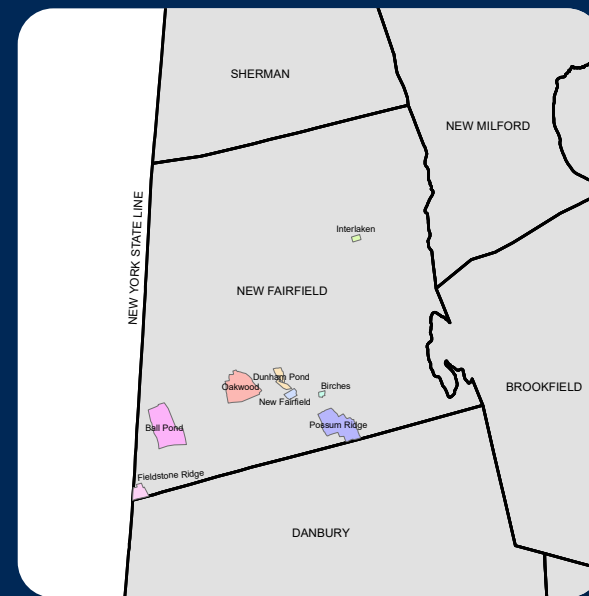 SHERMAN
NEW MILFORD
NEW YORK STATE LINE
Interlaken
NEW FAIRFIELD
Dunham Pond
Oakwood
Birches
BROOKFIELD
New Fairfield
Ball Pond
Possum Ridge
Fieldstone Ridge
DANBURY